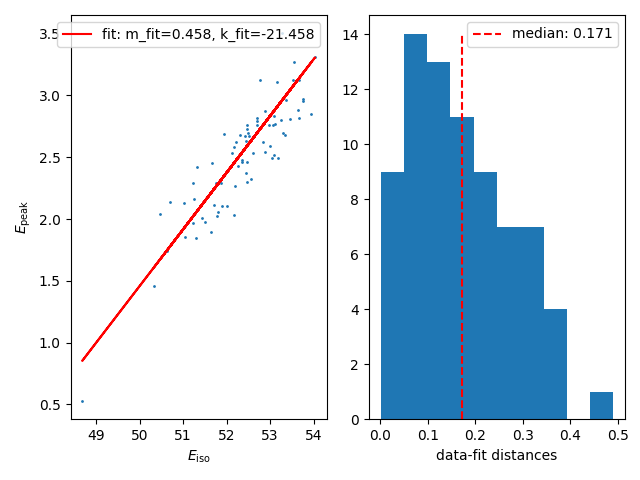 fit: m_fit=0.458, k_fit=-21.458
3.5
3.0
2.5
2.0
1.5
1.0
0.5
E_peak
49 50 51 52 53 54
E_iso
median: 0.171
14
12
10
8
6
4
2
0
0.0 0.1 0.2 0.3 0.4 0.5
data-fit distances